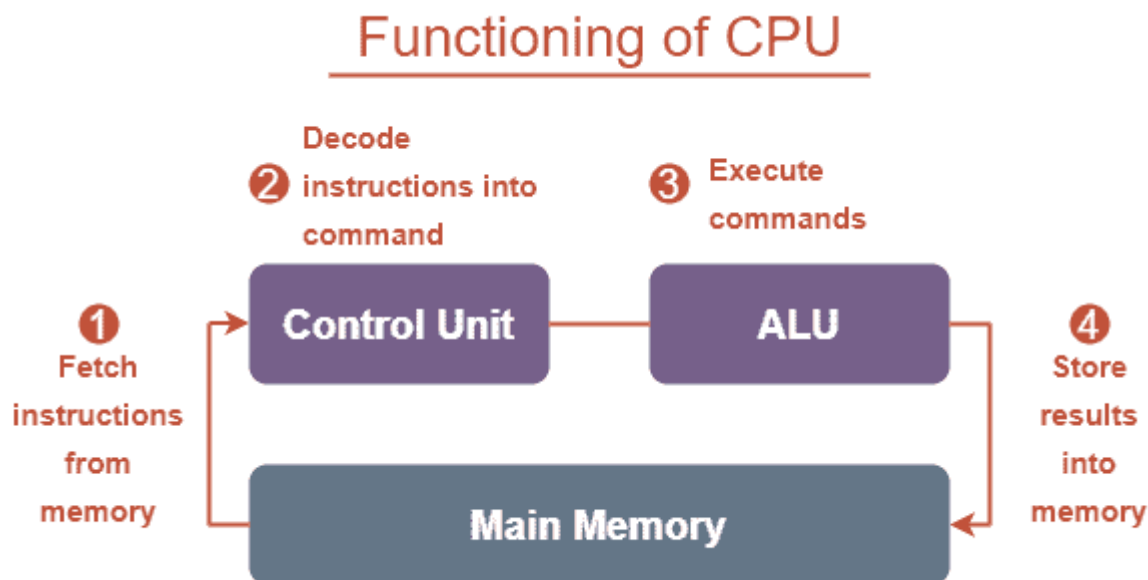 Functioning of CPU
2
Decode
instructions into
command
3
Execute
commands
1
Fetch
instructions
from
memory
Control Unit
ALU
4
Store
results
into
memory
Main Memory